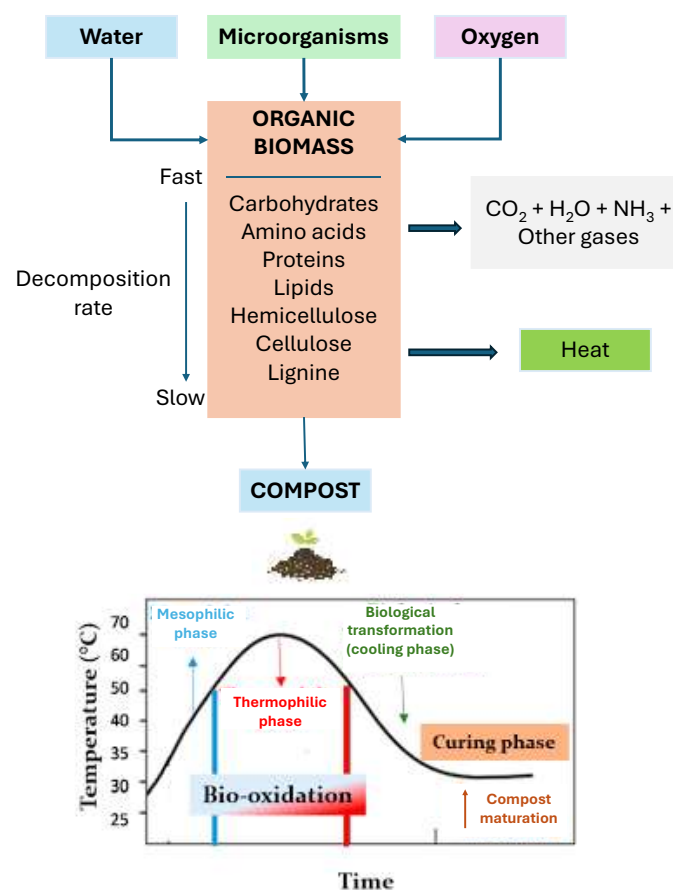 Water
Microorganisms
Oxygen
ORGANIC
BIOMASS
Fast
Carbohydrates
Amino acids
Proteins
Lipids
Hemicellulose
Cellulose
Lignine
Decomposition
rate
Slow
CO₂ + H₂O + NH₃ +
Other gases
Heat
COMPOST
Temperature (°C)
70
60
50
40
35
30
25
Mesophilic
phase
Thermophilic
phase
Biological
transformation
(cooling phase)
Curing phase
Bio-oxidation
Compost
maturation
Time